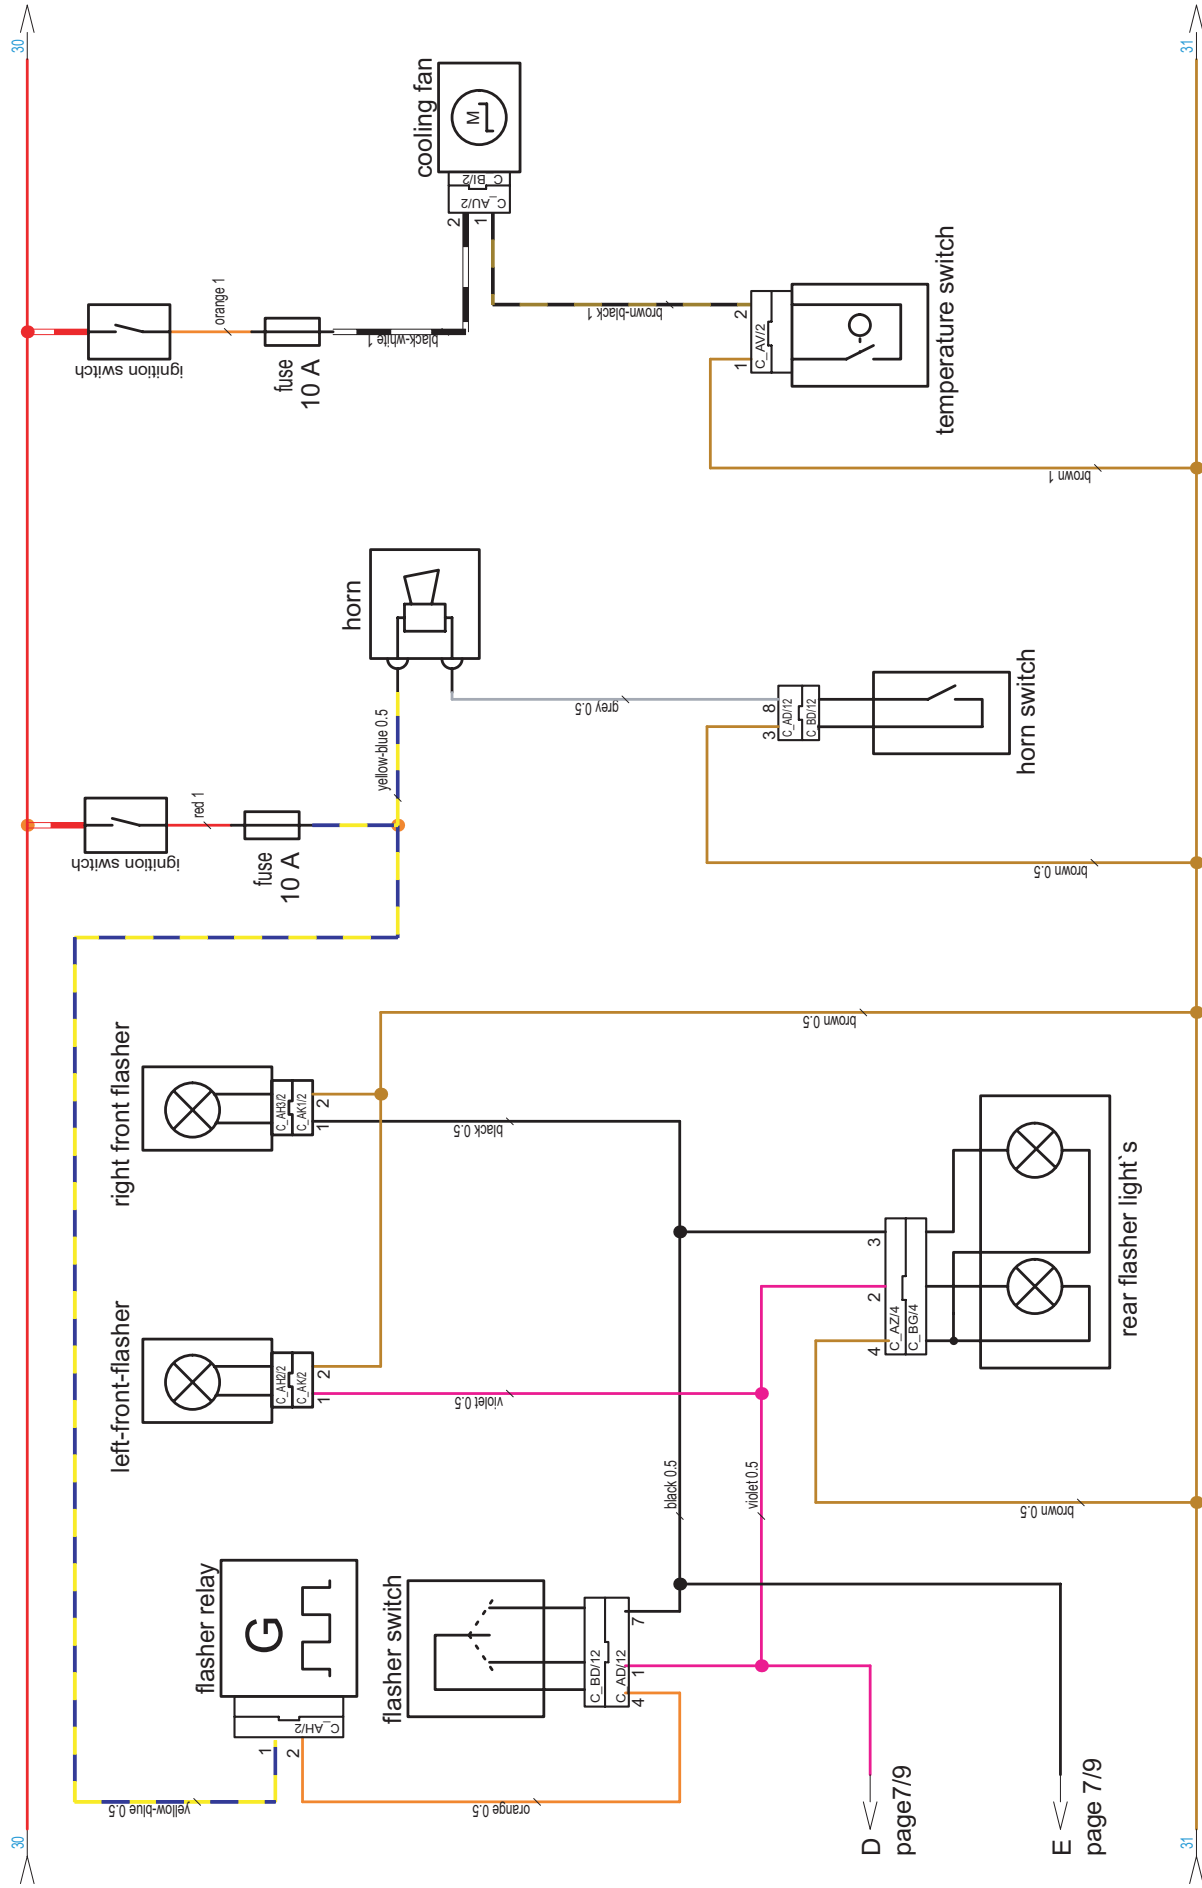 30
30
31
31
cooling fan
M
C_BI/2
C_AU/2
2
1
ignition switch
orange 1
fuse
10 A
black-white 1
brown-black 1
2
1
C_AV/2
temperature switch
brown 1
horn
yellow-blue 0.5
grey 0.5
8
3
C_AD/12
C_BD/12
horn switch
brown 0.5
ignition switch
red 1
fuse
10 A
right front flasher
C_AH3/2
C_AK1/2
2
1
black 0.5
brown 0.5
left-front-flasher
C_AH2/2
C_AK/2
2
1
violet 0.5
3
2
4
C_AZ/4
C_BG/4
rear flasher light`s
brown 0.5
black 0.5
violet 0.5
flasher relay
G
C_AH/2
1
2
yellow-blue 0.5
orange 0.5
flasher switch
C_BD/12
C_AD/12
7
1
4
D
page7/9
E
page 7/9